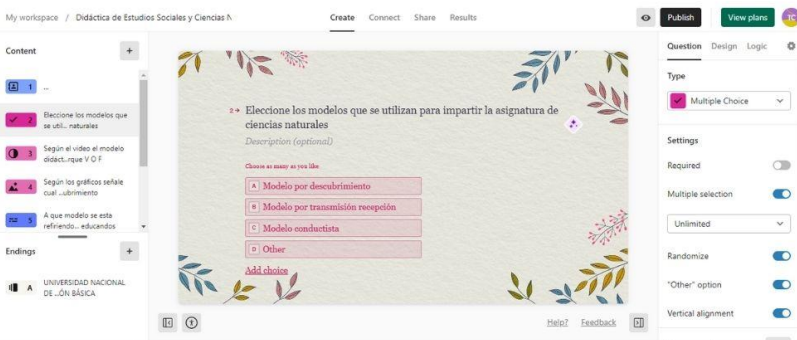 My workspace / Didáctica de Estudios Sociales y Ciencias N
Create Connect Share Results
Publish
View plans
TC
Content
+
1 ...
2 Eleccione los modelos que
se util... naturales
3 Según el video el modelo
didáct..rque V O F
4 Según los gráficos señale
cual ...ubrimiento
5 A que modelo se esta
refiriendo... educandos
Endings
+
A UNIVERSIDAD NACIONAL
DE ...ÓN BÁSICA
2 → Eleccione los modelos que se utilizan para impartir la asignatura de
ciencias naturales
Description (optional)
Choose as many as you like
A Modelo por descubrimiento
B Modelo por transmisión recepción
C Modelo conductista
D Other
Add choice
Help? Feedback
Question Design Logic
Type
Multiple Choice
Settings
Required
Multiple selection
Unlimited
Randomize
"Other" option
Vertical alignment